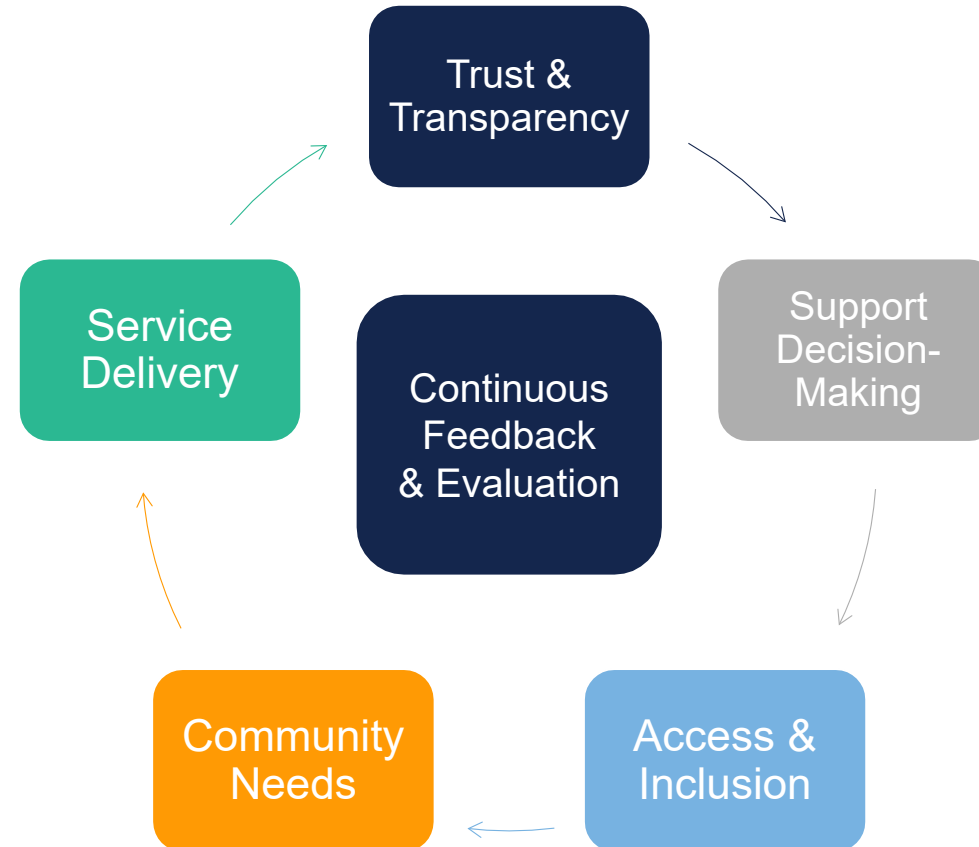 Trust &
Transparency
Support
Decision-
Making
Access &
Inclusion
Community
Needs
Service
Delivery
Continuous
Feedback
& Evaluation